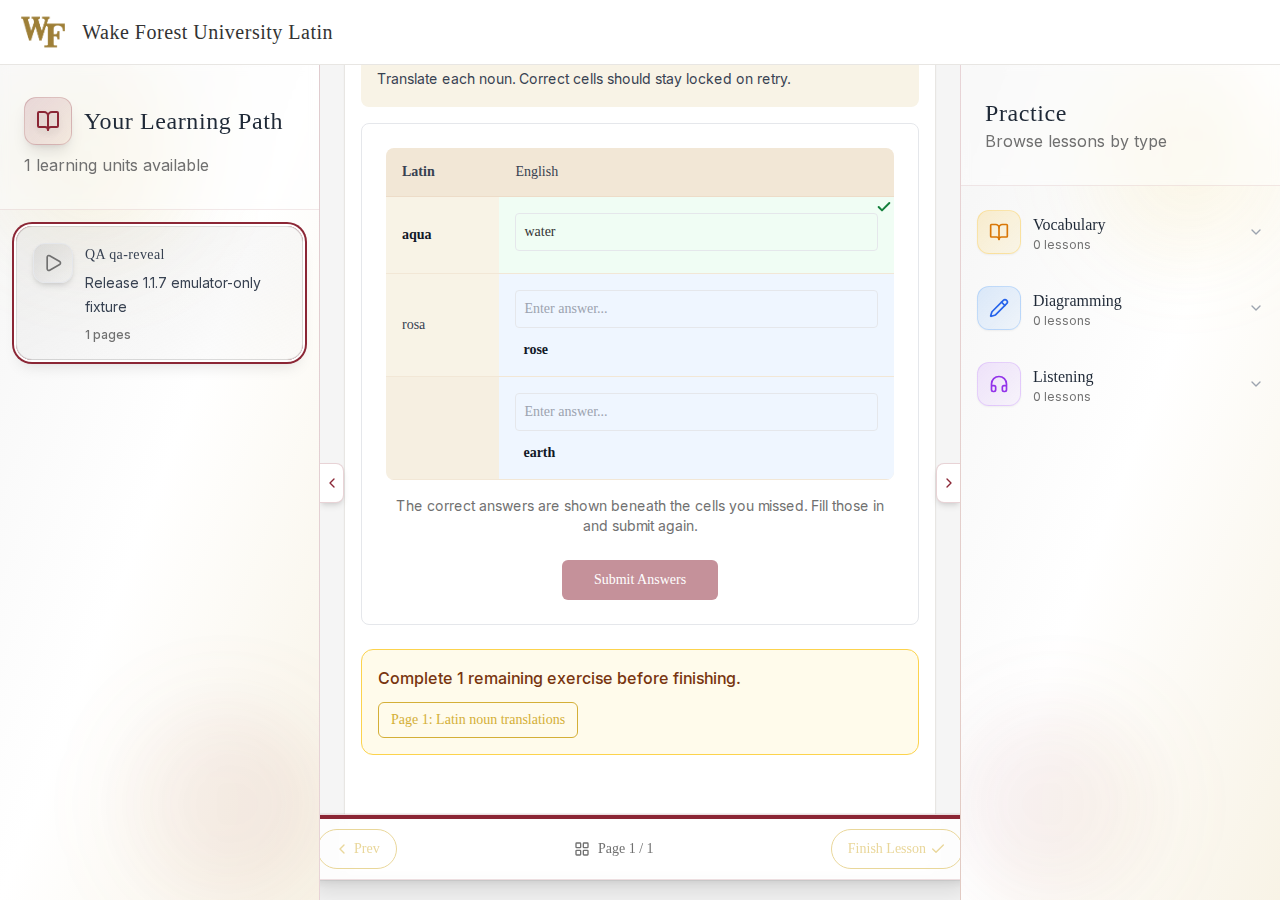 WF
Wake Forest University Latin
Your Learning Path
1 learning units available
QA qa-reveal
Release 1.1.7 emulator-only
fixture
1 pages
Translate each noun. Correct cells should stay locked on retry.
Latin English
aqua water
rosa Enter answer...
rose
Enter answer...
earth
The correct answers are shown beneath the cells you missed. Fill those in
and submit again.
Submit Answers
Complete 1 remaining exercise before finishing.
Page 1: Latin noun translations
Prev
Page 1 / 1
Finish Lesson
Practice
Browse lessons by type
Vocabulary
0 lessons
Diagramming
0 lessons
Listening
0 lessons